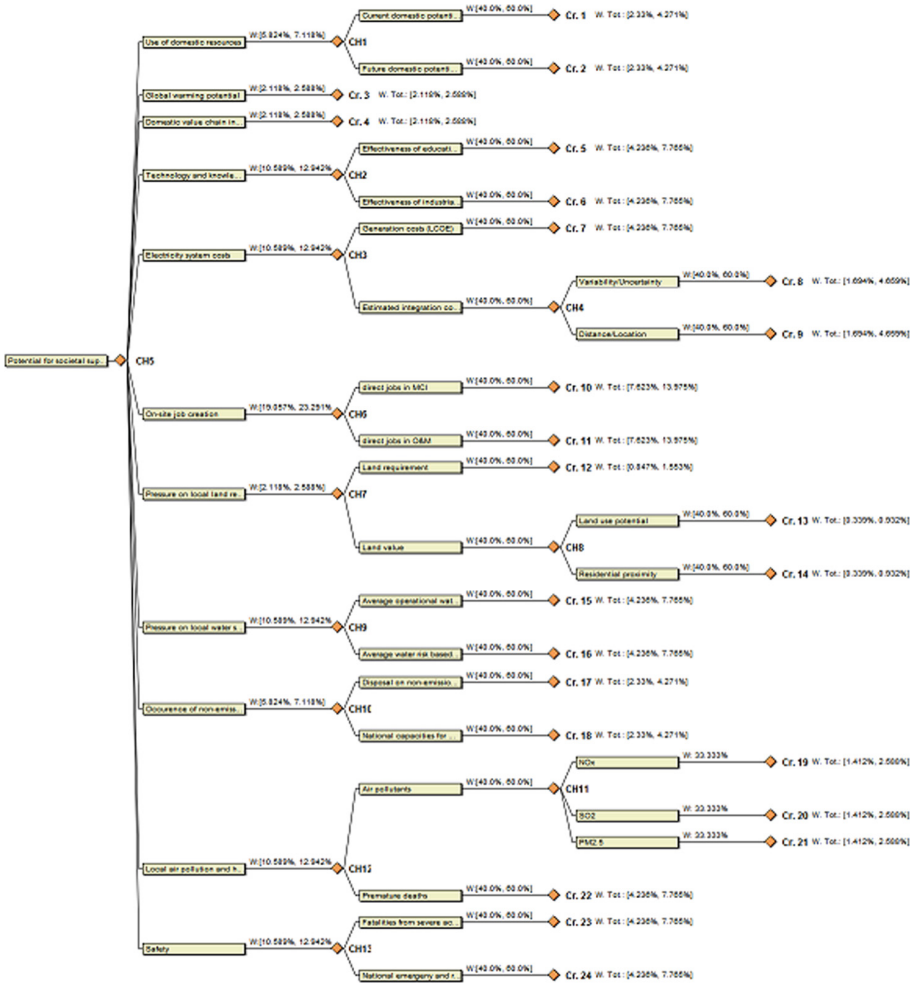 Current domestic potenti... W:[40.0%, 60.0%] Cr. 1 W. Tot.: [2.33%, 4.271%]
Use of domestic resources W:[5.824%, 7.118%] CH1
Future domestic potenti... W:[40.0%, 60.0%] Cr. 2 W. Tot.: [2.33%, 4.271%]
Global warming potential W:[2.118%, 2.588%] Cr. 3 W. Tot.: [2.118%, 2.588%]
Domestic value chain in... W:[2.118%, 2.588%] Cr. 4 W. Tot.: [2.118%, 2.588%]
Effectiveness of educati... W:[40.0%, 60.0%] Cr. 5 W. Tot.: [4.236%, 7.765%]
Technology and knowle... W:[10.589%, 12.942% CH2
Effectiveness of industria... W:[40.0%, 60.0%] Cr. 6 W. Tot.: [4.236%, 7.765%]
Generation costs (LCOE) W:[40.0%, 60.0%] Cr. 7 W. Tot.: [4.236%, 7.765%]
Electricity system costs W:[10.589%, 12.942% CH3
Variability/Uncertainty W:[40.0%, 60.0%] Cr. 8 W. Tot.: [1.694%, 4.659%]
Estimated integration co... W:[40.0%, 60.0%] CH4
Distance/Location W:[40.0%, 60.0%] Cr. 9 W. Tot.: [1.694%, 4.659%]
Potential for societal sup... CH5
direct jobs in MCI W:[40.0%, 60.0%] Cr. 10 W. Tot.: [7.623%, 13.975%]
On-site job creation W:[19.057%, 23.291% CH6
direct jobs in O&M W:[40.0%, 60.0%] Cr. 11 W. Tot.: [7.623%, 13.975%]
Land requirement W:[40.0%, 60.0%] Cr. 12 W. Tot.: [0.847%, 1.553%]
Pressure on local land re... W:[2.118%, 2.588%] CH7
Land use potential W:[40.0%, 60.0%] Cr. 13 W. Tot.: [0.339%, 0.932%]
Land value W:[40.0%, 60.0%] CH8
Residential proximity W:[40.0%, 60.0%] Cr. 14 W. Tot.: [0.339%, 0.932%]
Average operational wat... W:[40.0%, 60.0%] Cr. 15 W. Tot.: [4.236%, 7.765%]
Pressure on local water s... W:[10.589%, 12.942% CH9
Average water risk based... W:[40.0%, 60.0%] Cr. 16 W. Tot.: [4.236%, 7.765%]
Disposal on non-emissio... W:[40.0%, 60.0%] Cr. 17 W. Tot.: [2.33%, 4.271%]
Occurence of non-emiss... W:[5.824%, 7.118%] CH10
National capacities for ... W:[40.0%, 60.0%] Cr. 18 W. Tot.: [2.33%, 4.271%]
NOx W: 33.333% Cr. 19 W. Tot.: [1.412%, 2.588%]
Air pollutants W:[40.0%, 60.0%] CH11
SO2 W: 33.333% Cr. 20 W. Tot.: [1.412%, 2.588%]
PM2.5 W: 33.333% Cr. 21 W. Tot.: [1.412%, 2.588%]
Local air pollution and h... W:[10.589%, 12.942% CH12
Premature deaths W:[40.0%, 60.0%] Cr. 22 W. Tot.: [4.236%, 7.765%]
Fatalities from severe ac... W:[40.0%, 60.0%] Cr. 23 W. Tot.: [4.236%, 7.765%]
Safety W:[10.589%, 12.942% CH13
National emergeny and r... W:[40.0%, 60.0%] Cr. 24 W. Tot.: [4.236%, 7.765%]